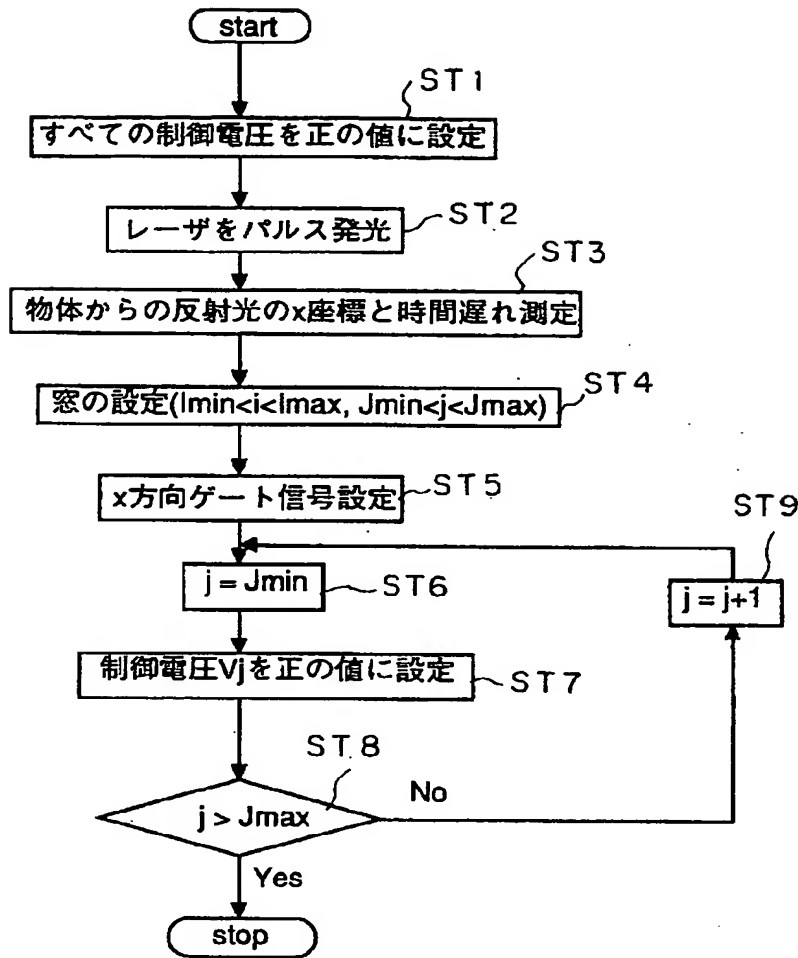 start
ST1
すべての制御電圧を正の値に設定
レーザをパルス発光
ST2
ST3
物体からの反射光のx座標と時間遅れ測定
窓の設定(Imin<i<Imax, Jmin<j<Jmax)
ST4
x方向ゲート信号設定
ST5
ST9
j = Jmin
ST6
j = j+1
制御電圧Vjを正の値に設定
ST7
ST8
j > Jmax
No
Yes
stop